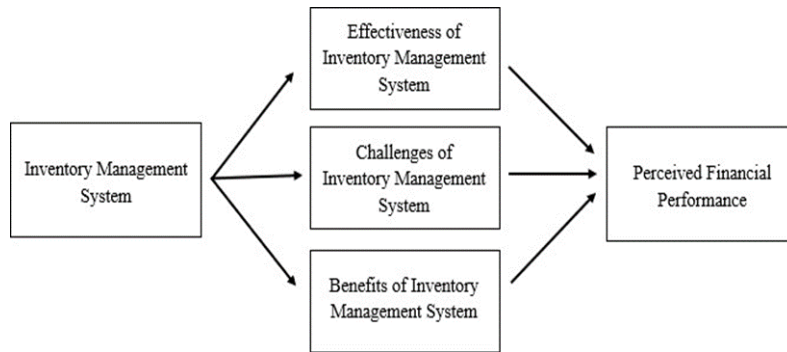 Inventory Management
System
Effectiveness of
Inventory Management
System
Challenges of
Inventory Management
System
Benefits of Inventory
Management System
Perceived Financial
Performance